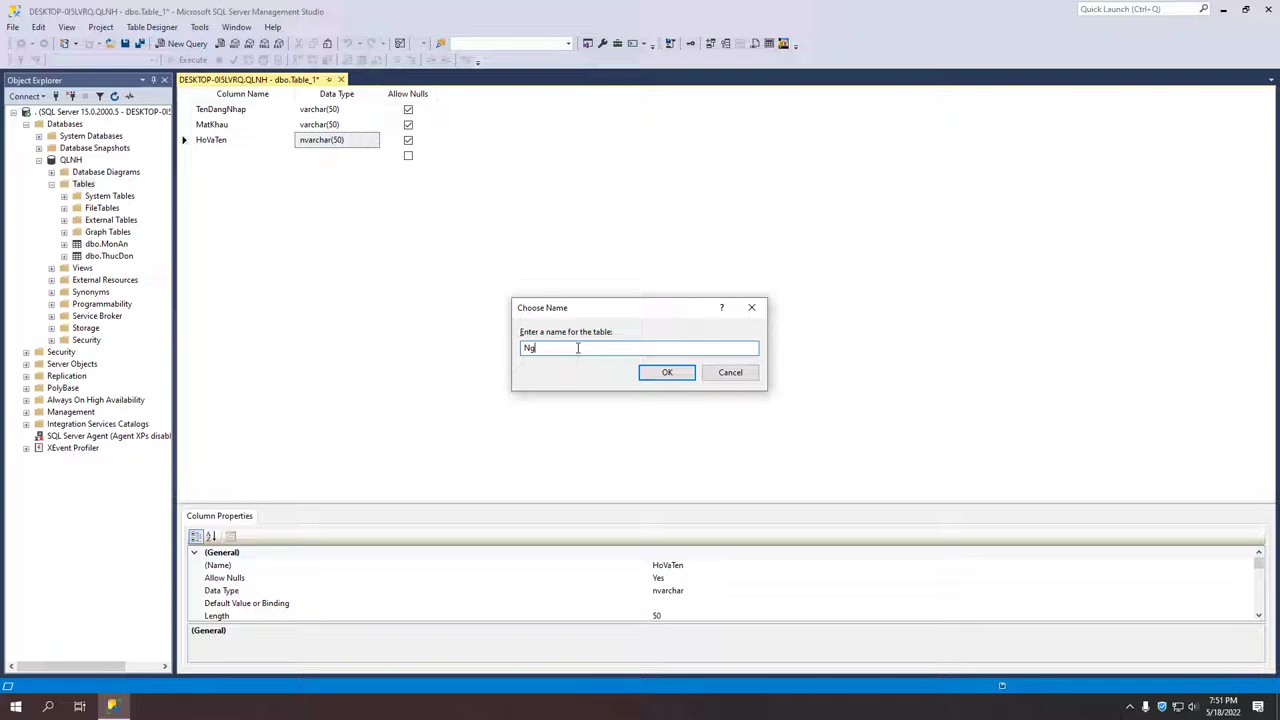 DESKTOP-0I5LVRQ.QLNH - dbo.Table_1* - Microsoft SQL Server Management Studio
Quick Launch (Ctrl+Q)
File Edit View Project Table Designer Tools Window Help
New Query
Execute
Object Explorer
DESKTOP-0I5LVRQ.QLNH - dbo.Table_1*
Connect
Column Name Data Type Allow Nulls
. (SQL Server 15.0.2000.5 - DESKTOP-0I5
TenDangNhap varchar(50)
MatKhau varchar(50)
HoVaTen nvarchar(50)
Databases
System Databases
Database Snapshots
QLNH
Database Diagrams
Tables
System Tables
FileTables
External Tables
Graph Tables
dbo.MonAn
dbo.ThucDon
Views
External Resources
Synonyms
Programmability
Service Broker
Storage
Security
Security
Server Objects
Replication
PolyBase
Always On High Availability
Management
Integration Services Catalogs
SQL Server Agent (Agent XPs disabl
XEvent Profiler
Choose Name
?
Enter a name for the table:
Ng
OK Cancel
Column Properties
(General)
(Name) HoVaTen
Allow Nulls Yes
Data Type nvarchar
Default Value or Binding
Length 50
(General)
7:51 PM
5/18/2022